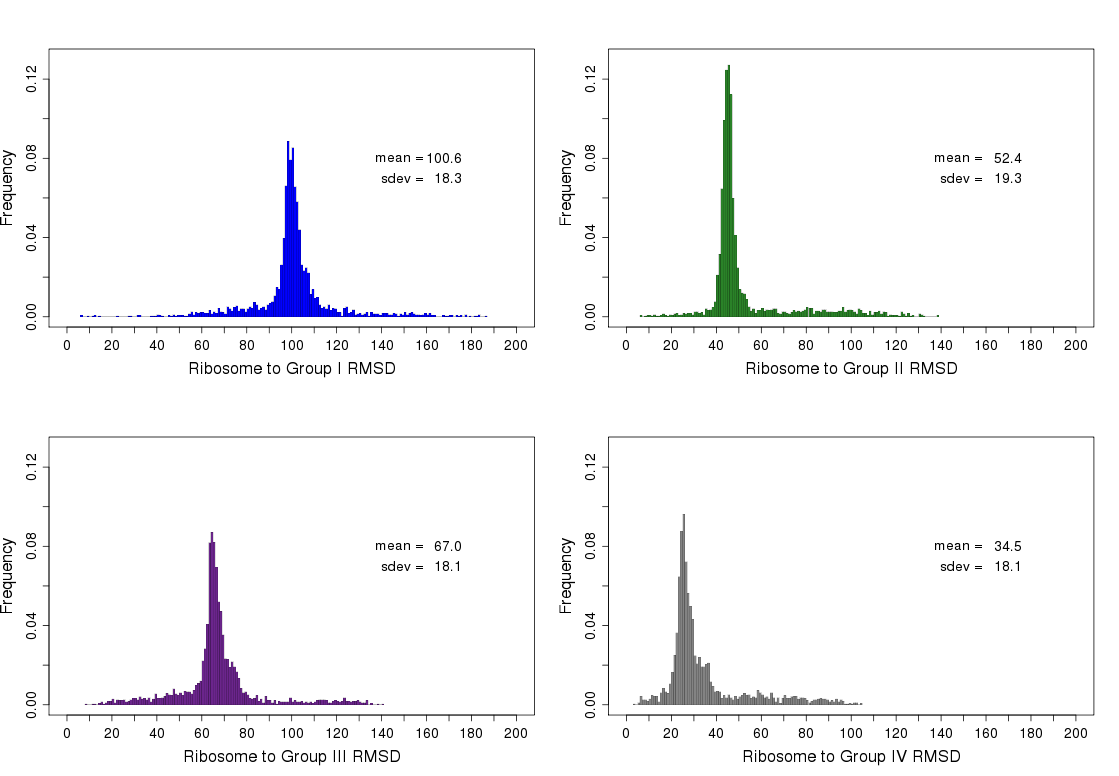 Frequency
0.00 0.04 0.08 0.12
mean = 100.6
sdev = 18.3
0 20 40 60 80 100 120 140 160 180 200
Ribosome to Group I RMSD
Frequency
0.00 0.04 0.08 0.12
mean = 52.4
sdev = 19.3
0 20 40 60 80 100 120 140 160 180 200
Ribosome to Group II RMSD
Frequency
0.00 0.04 0.08 0.12
mean = 67.0
sdev = 18.1
0 20 40 60 80 100 120 140 160 180 200
Ribosome to Group III RMSD
Frequency
0.00 0.04 0.08 0.12
mean = 34.5
sdev = 18.1
0 20 40 60 80 100 120 140 160 180 200
Ribosome to Group IV RMSD